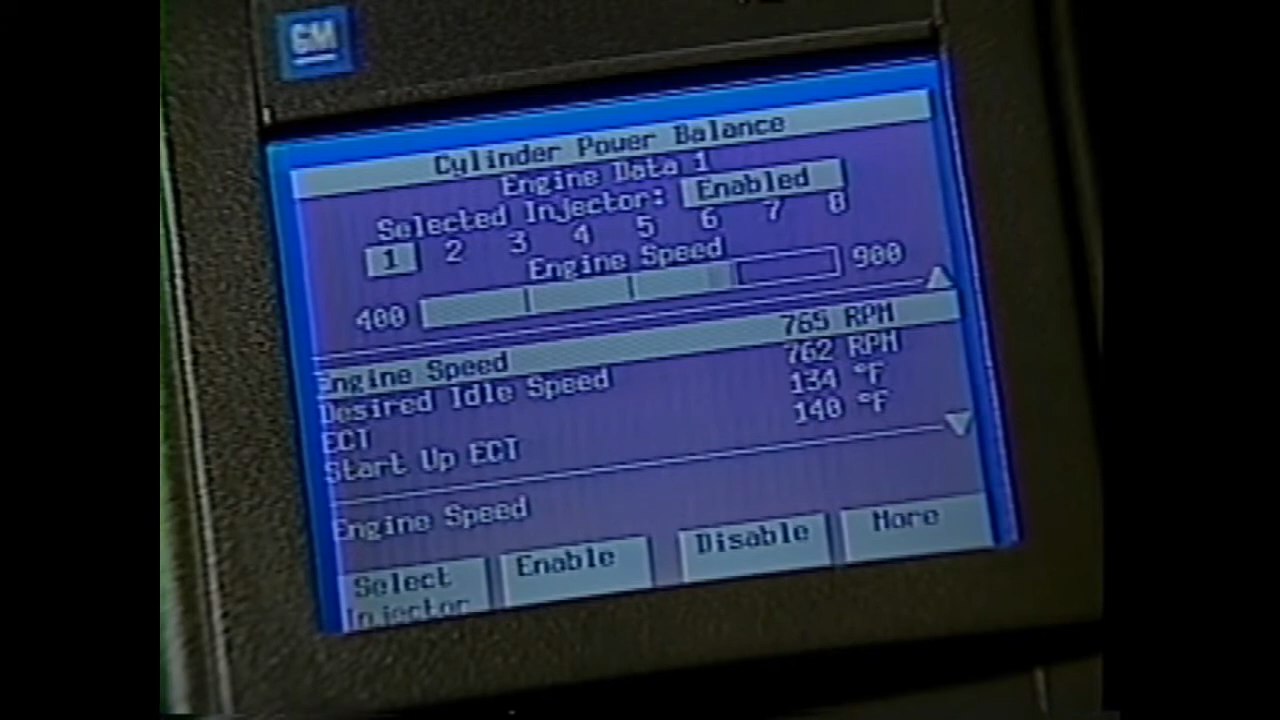 GM
Cylinder Power Balance
Engine Data 1
Selected Injector: Enabled
1 2 3 4 5 6 7 8
Engine Speed
400 900
Engine Speed 765 RPM
Desired Idle Speed 762 RPM
ECT 134 °F
Start Up ECT 140 °F
Engine Speed
Select Injector
Enable
Disable
More